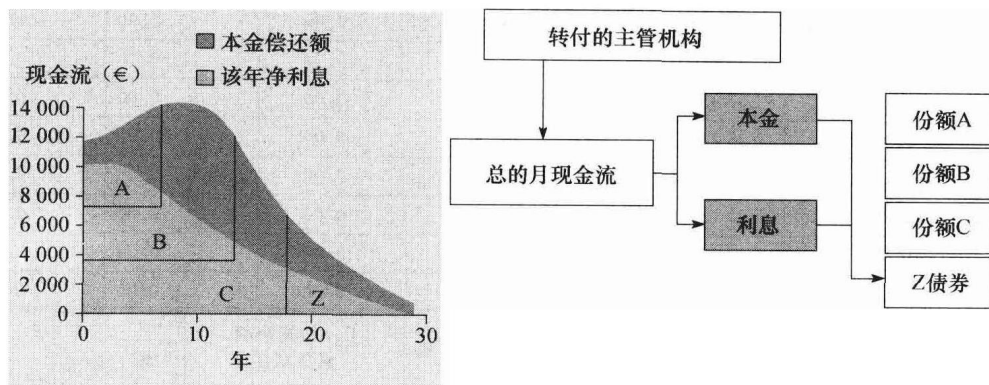 本金偿还额
现金流（€）
该年净利息
14 000
12 000
10 000
8 000
6 000
4 000
2 000
0
A
B
C
Z
0
10
20
30
年
转付的主管机构
总的月现金流
本金
利息
份额A
份额B
份额C
Z债券